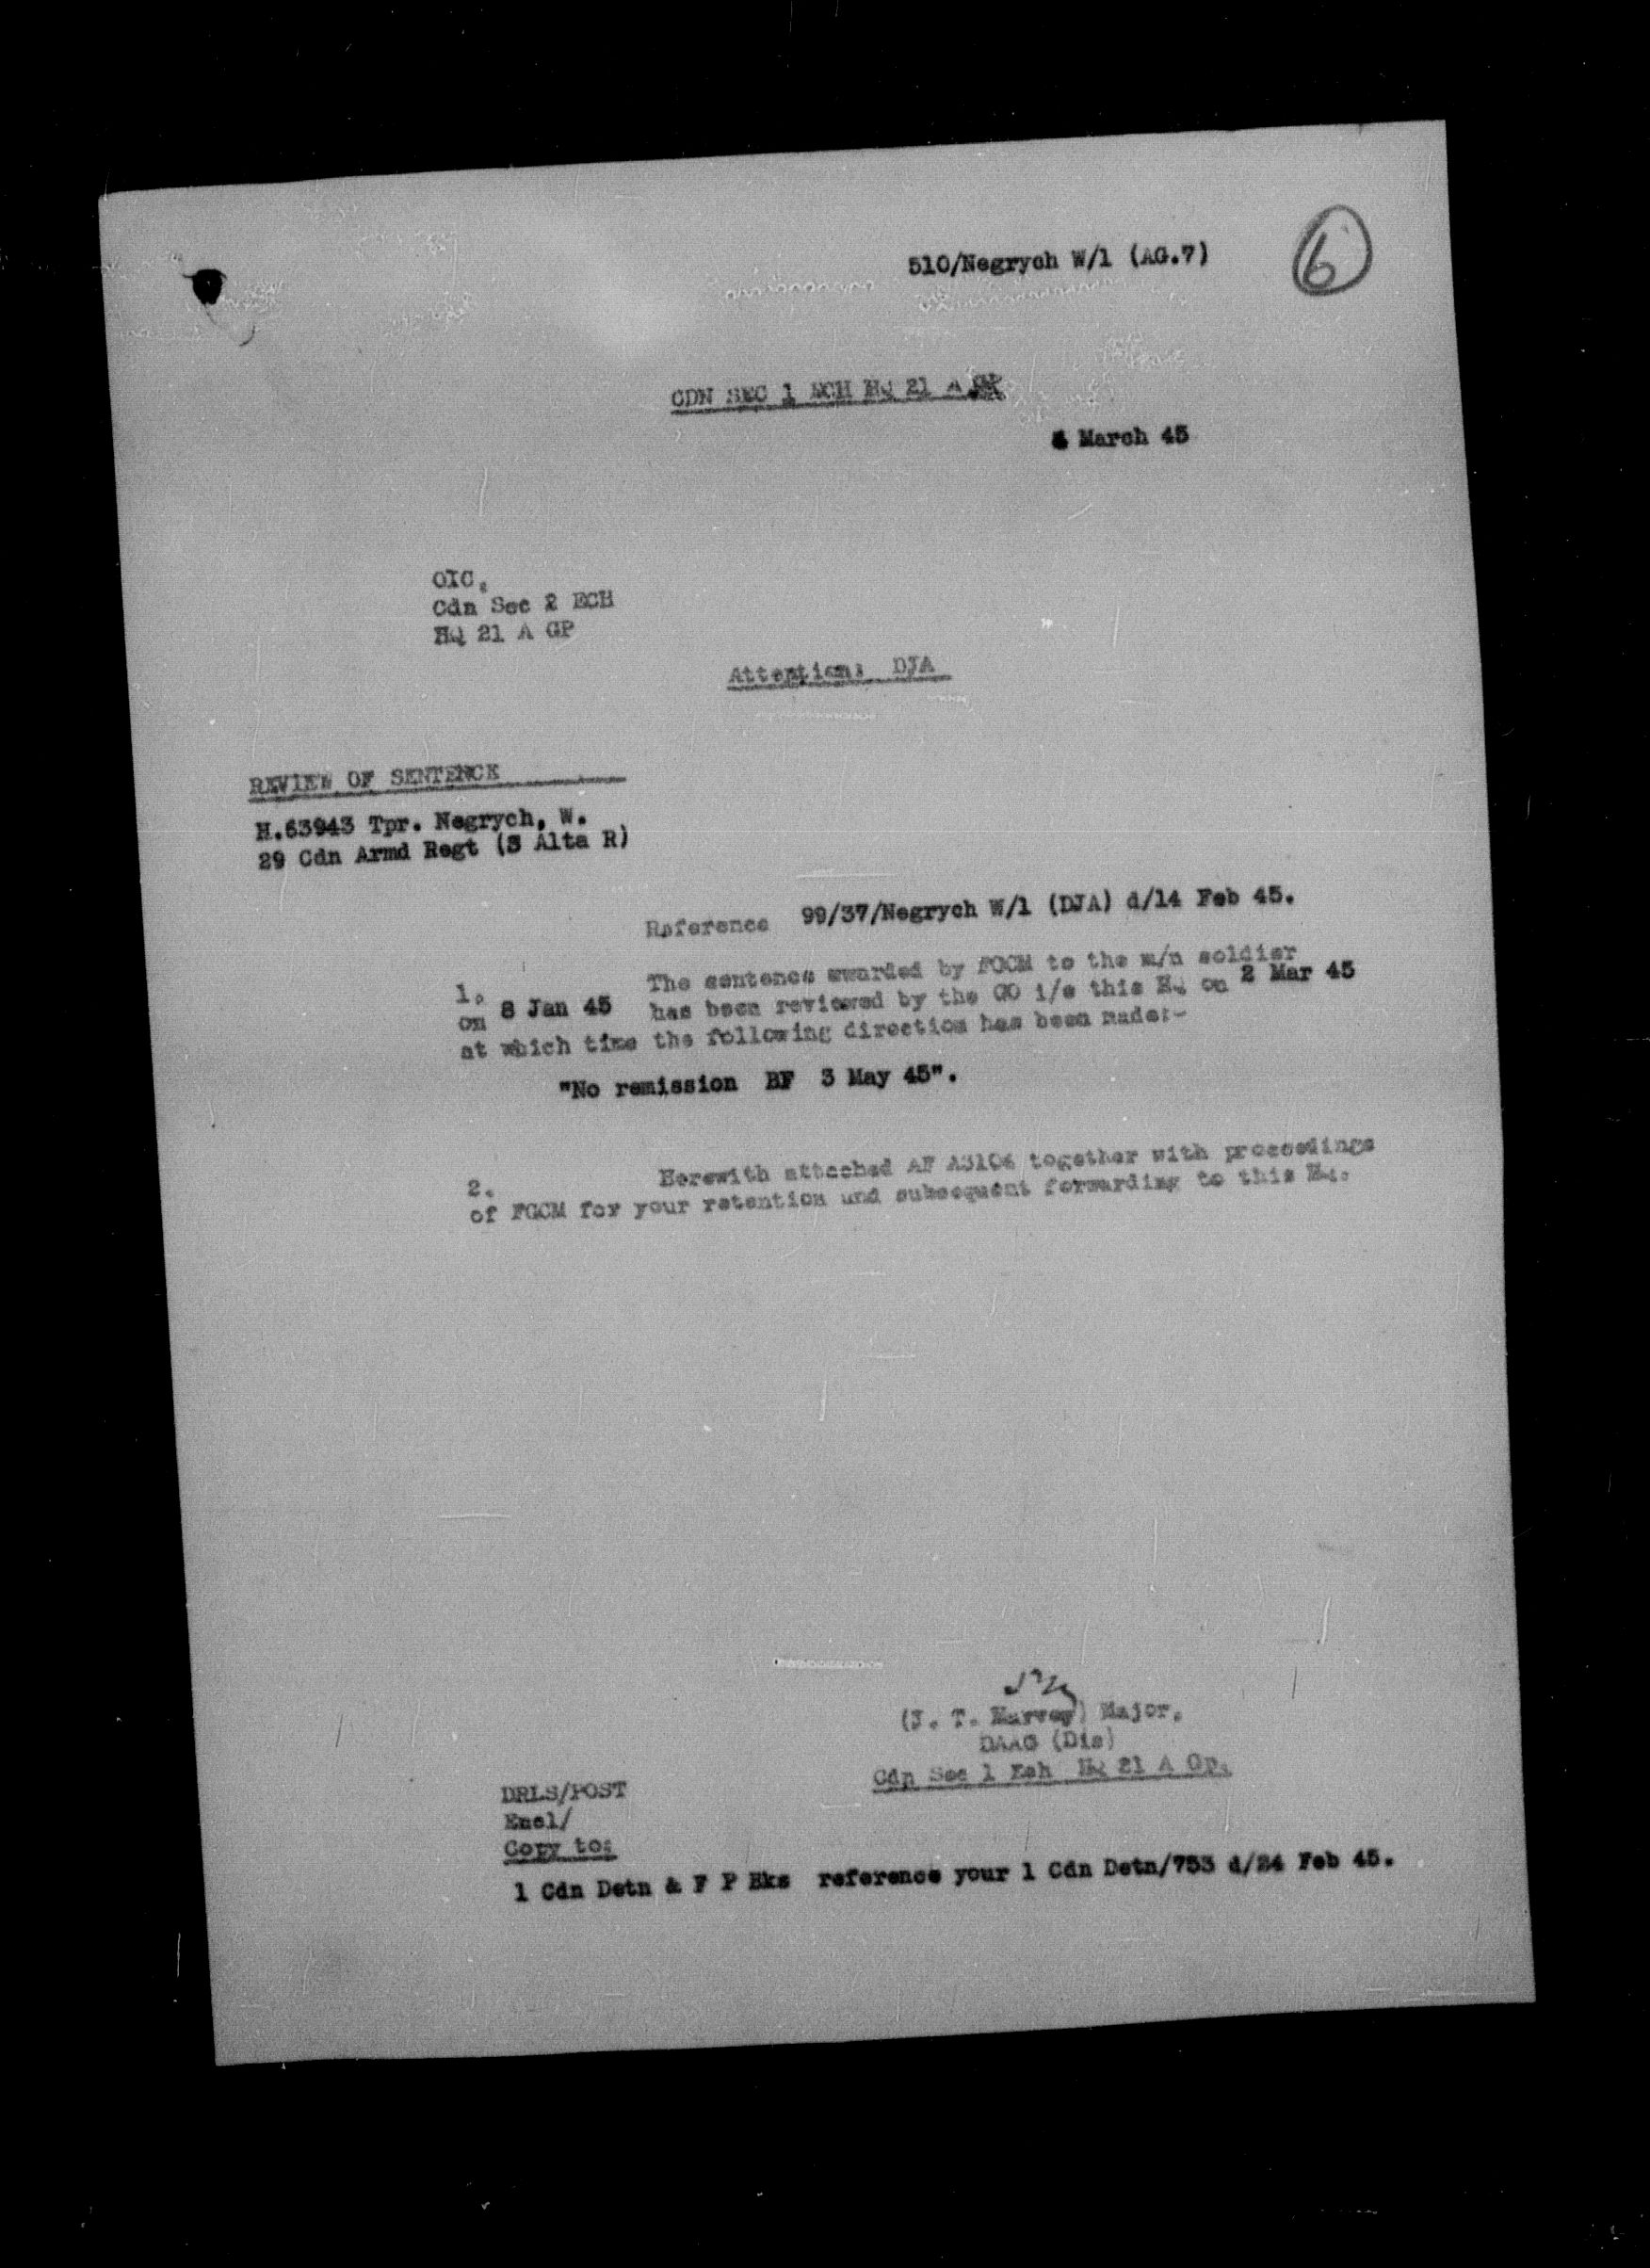 510/Negrych W/1 (AG.7)
6
CDN SEC 1 ECH HQ 21 A
March 45
OIC,
Cdn Sec 2 ECH
HQ 21 A GP
Attention: DJA
REVIEW OF SENTENCE
H.63943 Tpr. Negrych, W.
29 Cdn Armd Regt (S Alta R)
Reference 99/37/Negrych W/1 (DJA) d/14 Feb 45.
1. The sentence awarded by FGCM to the m/n soldier
on 8 Jan 45 has been reviewed by the GO i/c this HQ on 2 Mar 45
at which time the following direction has been made:-
"No remission BF 3 May 45".
2. Herewith attached AF A3106 together with proceedings
of FGCM for your retention and subsequent forwarding to this HQ.
(J. T. Harvey) Major,
DAAG (Dis)
Cdn Sec 1 Ech HQ 21 A Gp.
DRLS/POST
Encl/
Copy to:
1 Cdn Detn & F P Bks reference your 1 Cdn Detn/753 d/24 Feb 45.